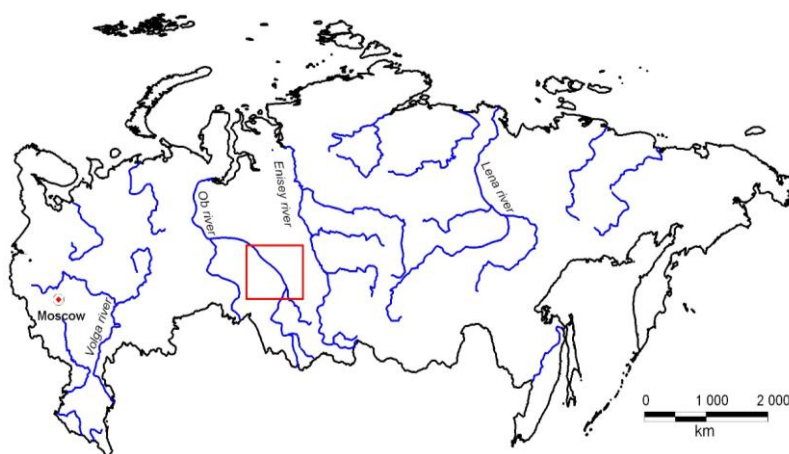 Ob river
Enisey river
Lena river
Moscow
Volga river
0 1 000 2 000
km